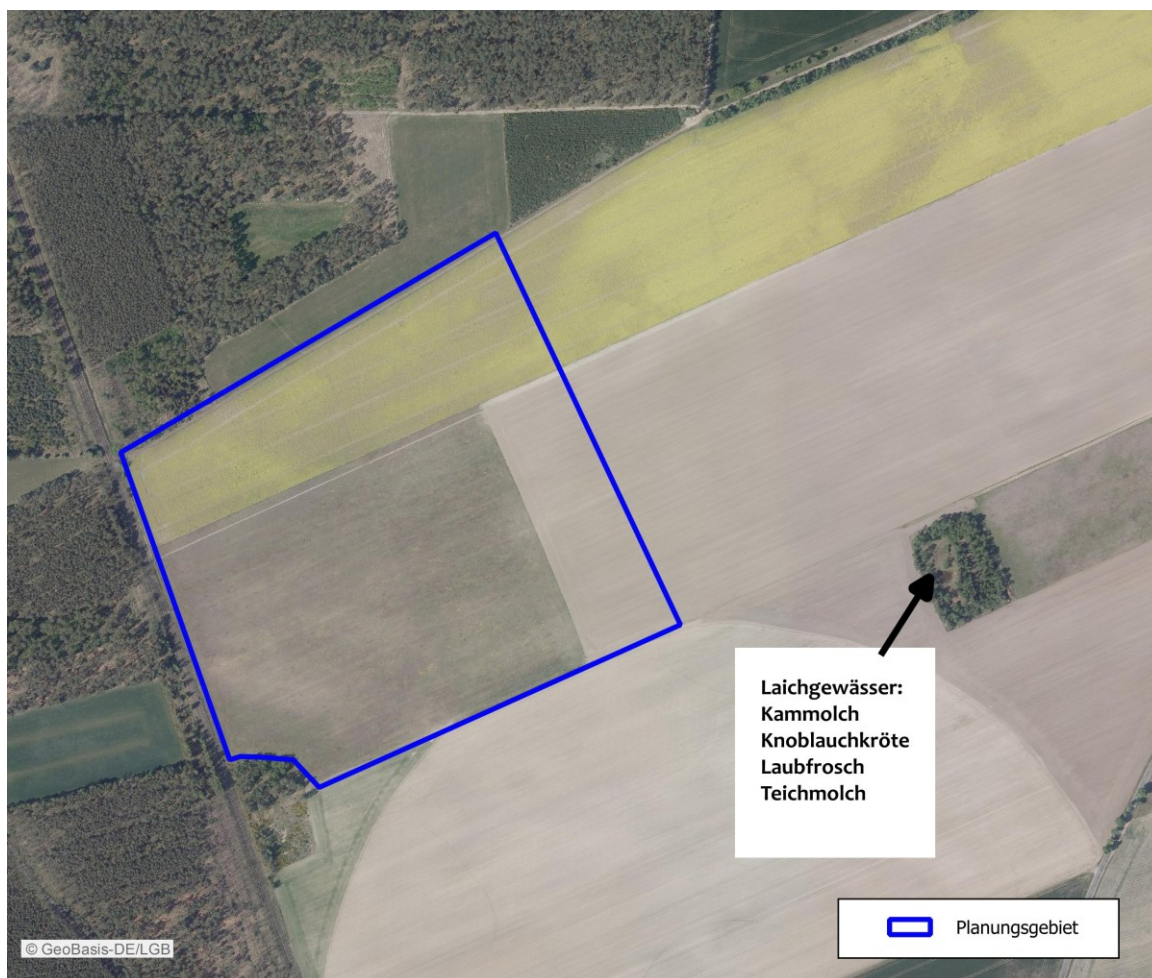 Laichgewässer:
Kammolch
Knoblauchkröte
Laubfrosch
Teichmolch
Planungsgebiet
© GeoBasis-DE/LGB